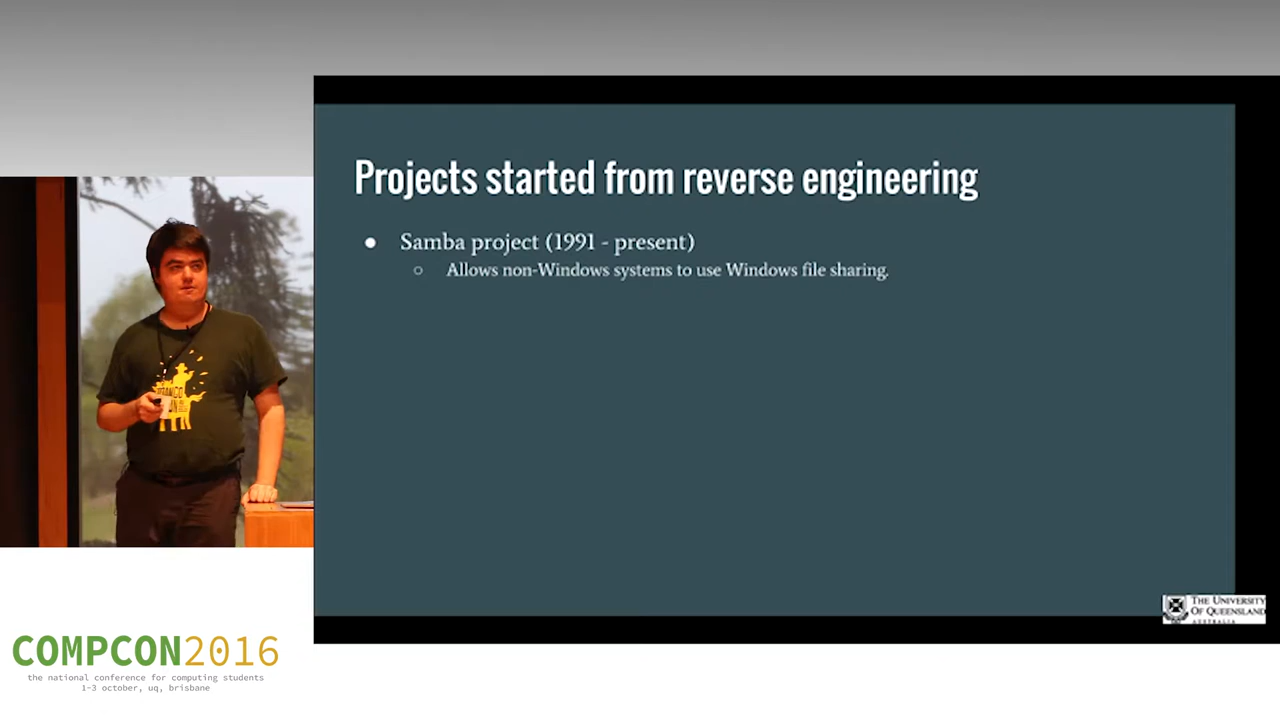 Projects started from reverse engineering
● Samba project (1991 - present)
○ Allows non-Windows systems to use Windows file sharing.
THE UNIVERSITY
OF QUEENSLAND
AUSTRALIA
COMPCON2016
the national conference for computing students
1-3 october, uq, brisbane